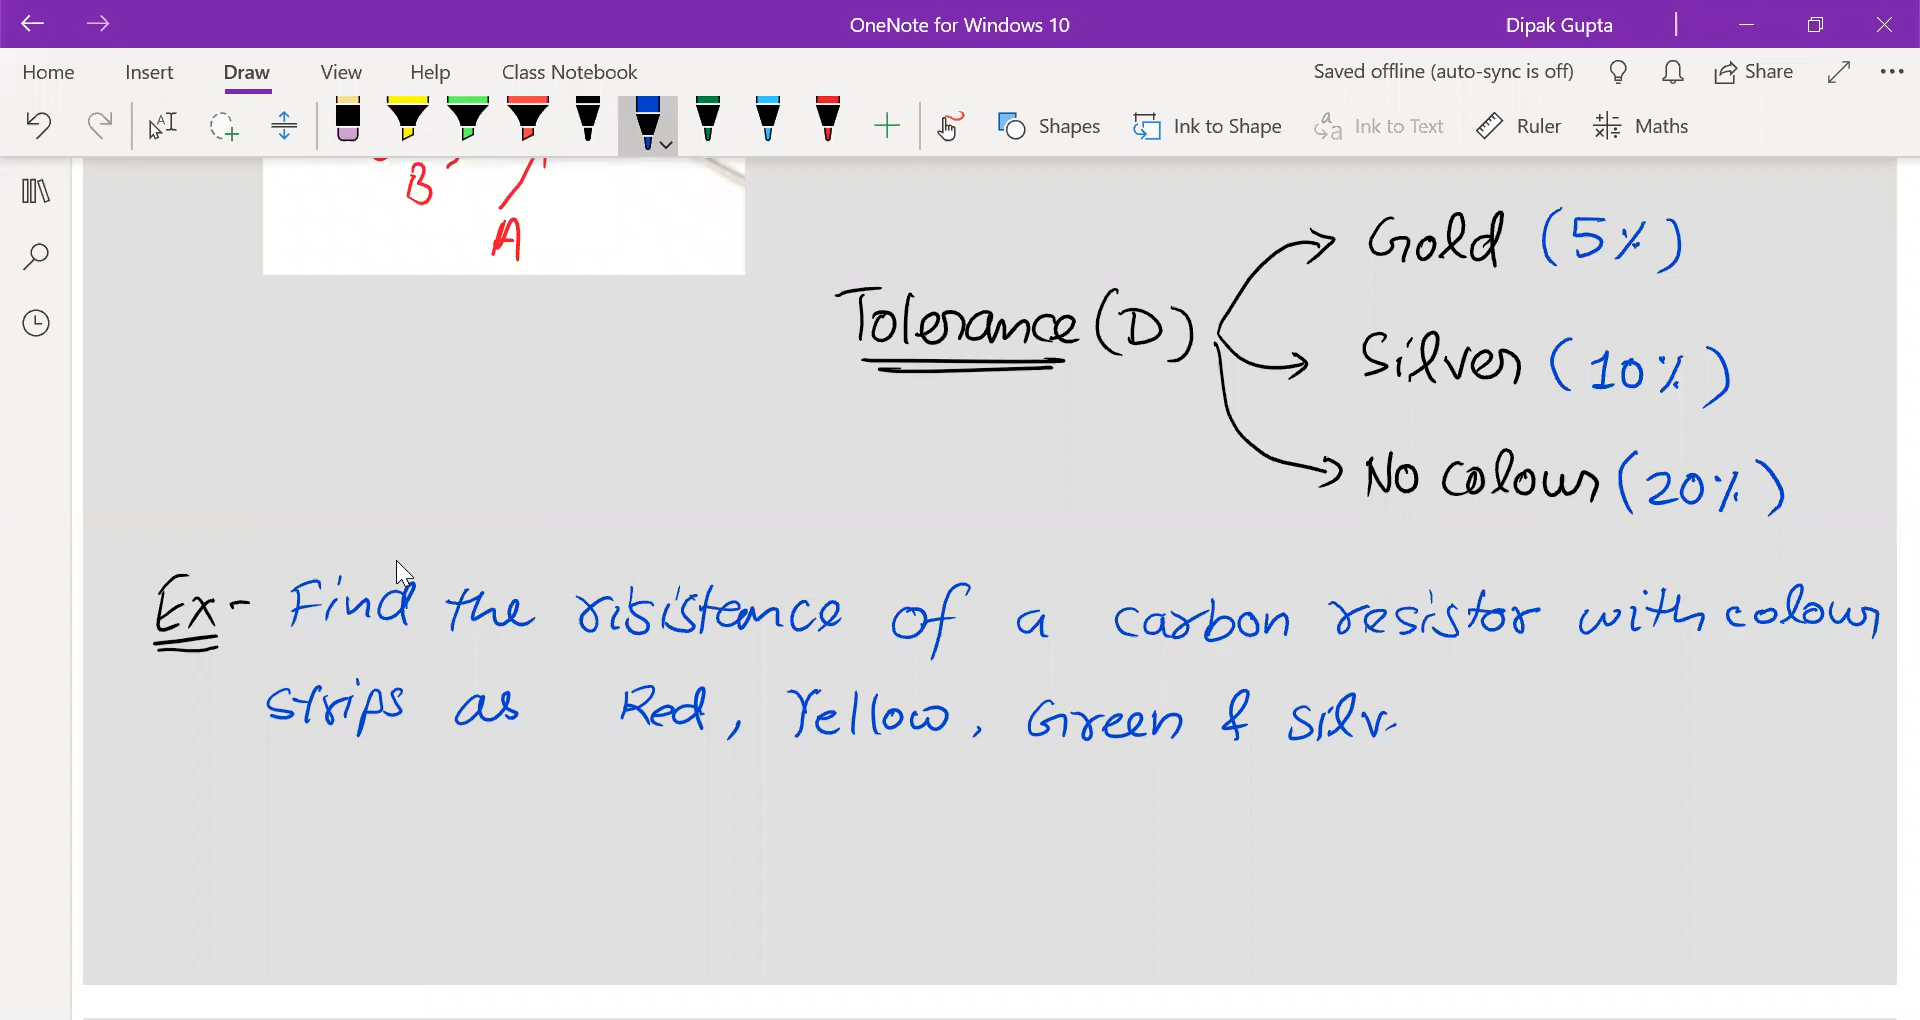 OneNote for Windows 10
Dipak Gupta
Home Insert Draw View Help Class Notebook
Saved offline (auto-sync is off) Share
Shapes Ink to Shape Ink to Text Ruler Maths
B
A
Gold (5%)
Tolerance (D)
Silver (10%)
No colour (20%)
Ex- Find the risistance of a carbon resistor with colour
strips as Red, Yellow, Green & silv